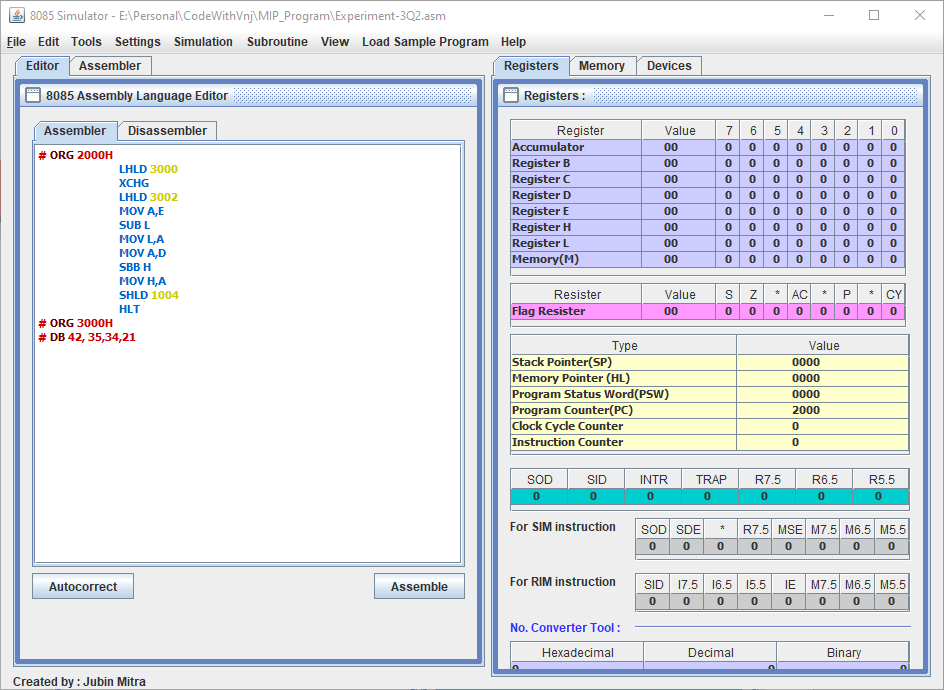 8085 Simulator - E:\Personal\CodeWithVnj\MIP_Program\Experiment-3Q2.asm
File Edit Tools Settings Simulation Subroutine View Load Sample Program Help
Editor Assembler
8085 Assembly Language Editor
Assembler Disassembler
# ORG 2000H
LHLD 3000
XCHG
LHLD 3002
MOV A,E
SUB L
MOV L,A
MOV A,D
SBB H
MOV H,A
SHLD 1004
HLT
# ORG 3000H
# DB 42, 35,34,21
Autocorrect Assemble
Created by : Jubin Mitra
Registers Memory Devices
Registers :
Register Value 7 6 5 4 3 2 1 0
Accumulator 00 0 0 0 0 0 0 0 0
Register B 00 0 0 0 0 0 0 0 0
Register C 00 0 0 0 0 0 0 0 0
Register D 00 0 0 0 0 0 0 0 0
Register E 00 0 0 0 0 0 0 0 0
Register H 00 0 0 0 0 0 0 0 0
Register L 00 0 0 0 0 0 0 0 0
Memory(M) 00 0 0 0 0 0 0 0 0
Resister Value S Z * AC * P * CY
Flag Resister 00 0 0 0 0 0 0 0 0
Type Value
Stack Pointer(SP) 0000
Memory Pointer (HL) 0000
Program Status Word(PSW) 0000
Program Counter(PC) 2000
Clock Cycle Counter 0
Instruction Counter 0
SOD SID INTR TRAP R7.5 R6.5 R5.5
0 0 0 0 0 0 0
For SIM instruction
SOD SDE * R7.5 MSE M7.5 M6.5 M5.5
0 0 0 0 0 0 0 0
For RIM instruction
SID I7.5 I6.5 I5.5 IE M7.5 M6.5 M5.5
0 0 0 0 0 0 0 0
No. Converter Tool :
Hexadecimal Decimal Binary
0 0 0